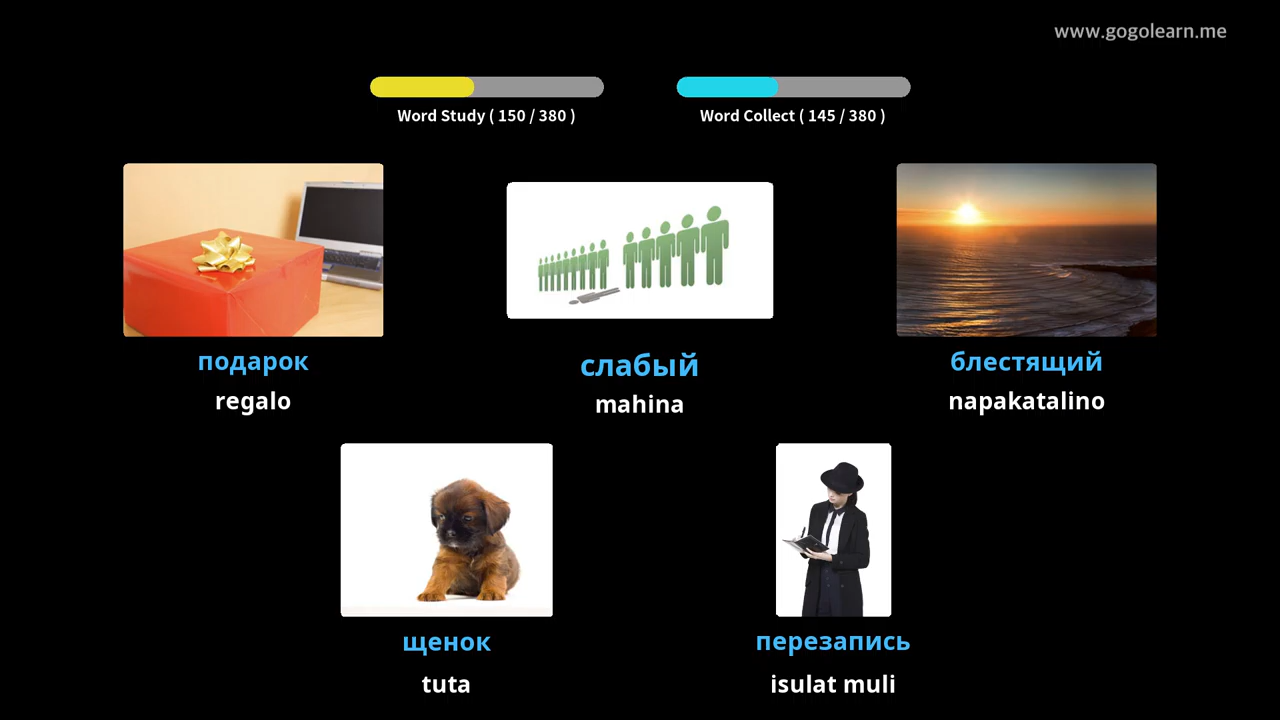 www.gogolearn.me
Word Study ( 150 / 380 )
Word Collect ( 145 / 380 )
подарок
regalo
слабый
mahina
блестящий
napakatalino
щенок
tuta
перезапись
isulat muli